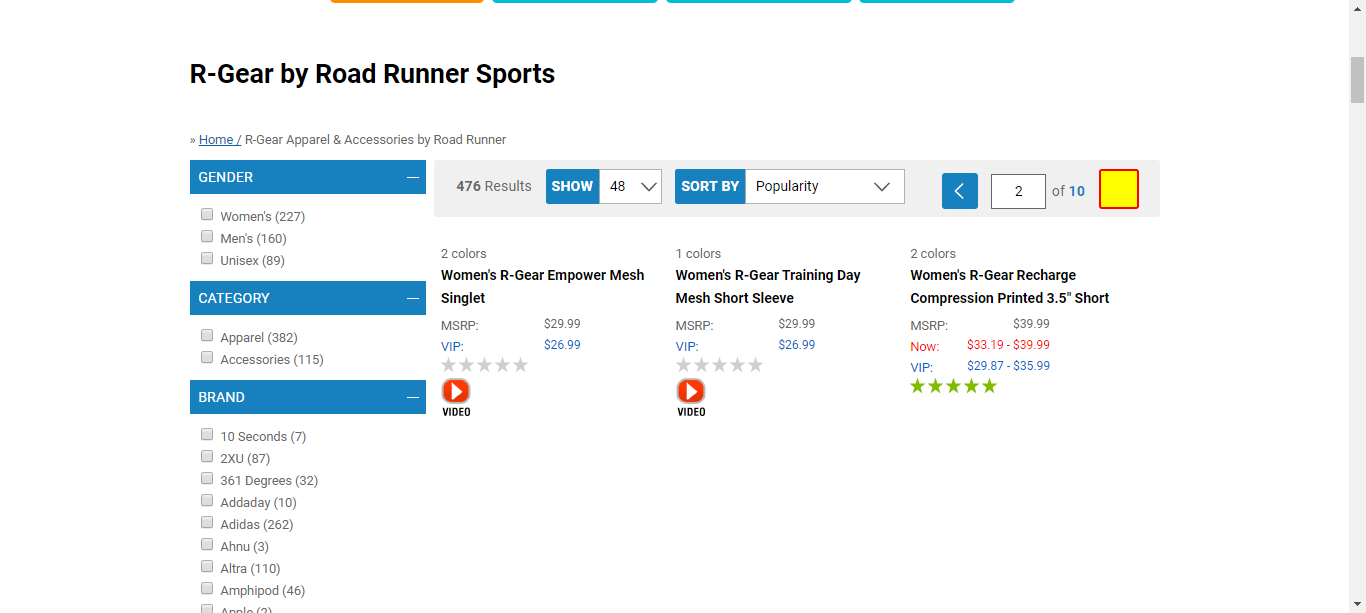 R-Gear by Road Runner Sports
» Home / R-Gear Apparel & Accessories by Road Runner
GENDER
Women's (227)
Men's (160)
Unisex (89)
CATEGORY
Apparel (382)
Accessories (115)
BRAND
10 Seconds (7)
2XU (87)
361 Degrees (32)
Addaday (10)
Adidas (262)
Ahnu (3)
Altra (110)
Amphipod (46)
Apple (2)
476 Results
SHOW 48
SORT BY Popularity
2 of 10
2 colors
Women's R-Gear Empower Mesh
Singlet
MSRP: $29.99
VIP: $26.99
VIDEO
1 colors
Women's R-Gear Training Day
Mesh Short Sleeve
MSRP: $29.99
VIP: $26.99
VIDEO
2 colors
Women's R-Gear Recharge
Compression Printed 3.5" Short
MSRP: $39.99
Now: $33.19 - $39.99
VIP: $29.87 - $35.99